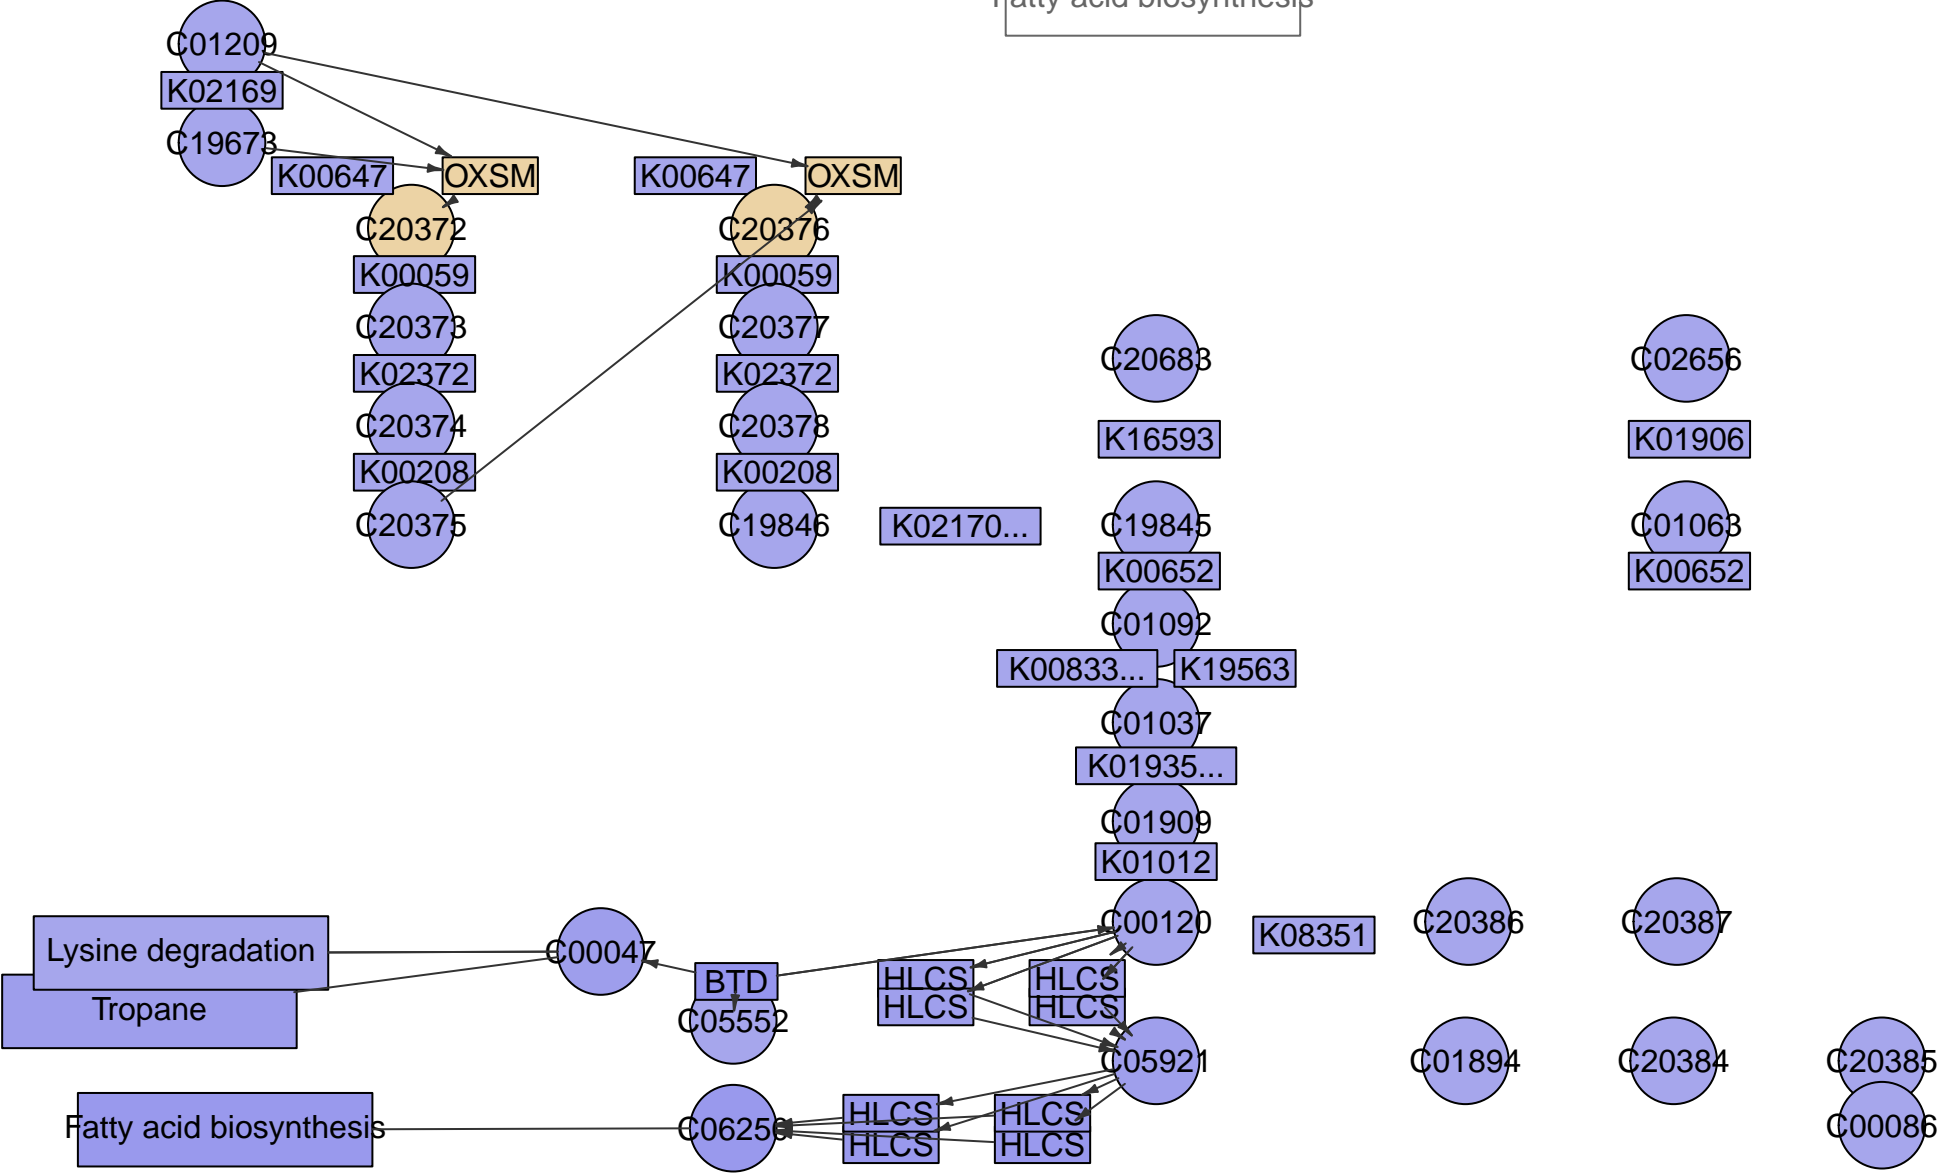 Fatty acid biosynthesis
C01209
K02169
C19673
K00647
OXSM
K00647
OXSM
C20372
C20376
K00059
K00059
C20373
C20377
C20683
C02656
K02372
K02372
C20374
C20378
K16593
K01906
K00208
K00208
C20375
C19846
K02170...
C19845
C01063
K00652
K00652
C01092
K00833...
K19563
C01037
K01935...
C01909
K01012
C00120
K08351
C20386
C20387
Lysine degradation
C00047
BTD
HLCS
HLCS
Tropane
C05552
HLCS
HLCS
C05921
C01894
C20384
C20385
Fatty acid biosynthesis
C06250
HLCS
HLCS
C00086
HLCS
HLCS